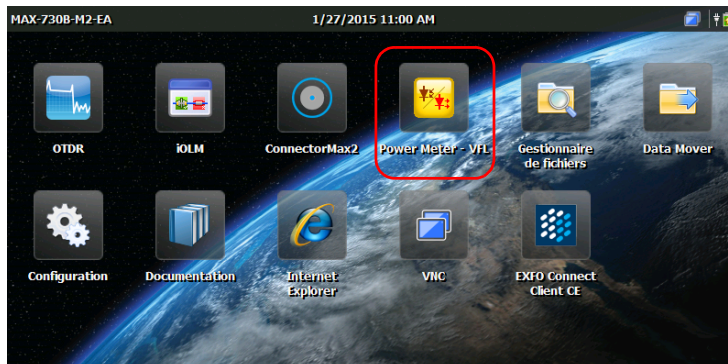 MAX-730B-M2-EA
1/27/2015 11:00 AM
OTDR
iOLM
ConnectorMax2
Power Meter - VFL
Gestionnaire
de fichiers
Data Mover
Configuration
Documentation
Internet
Explorer
VNC
EXFO Connect
Client CE